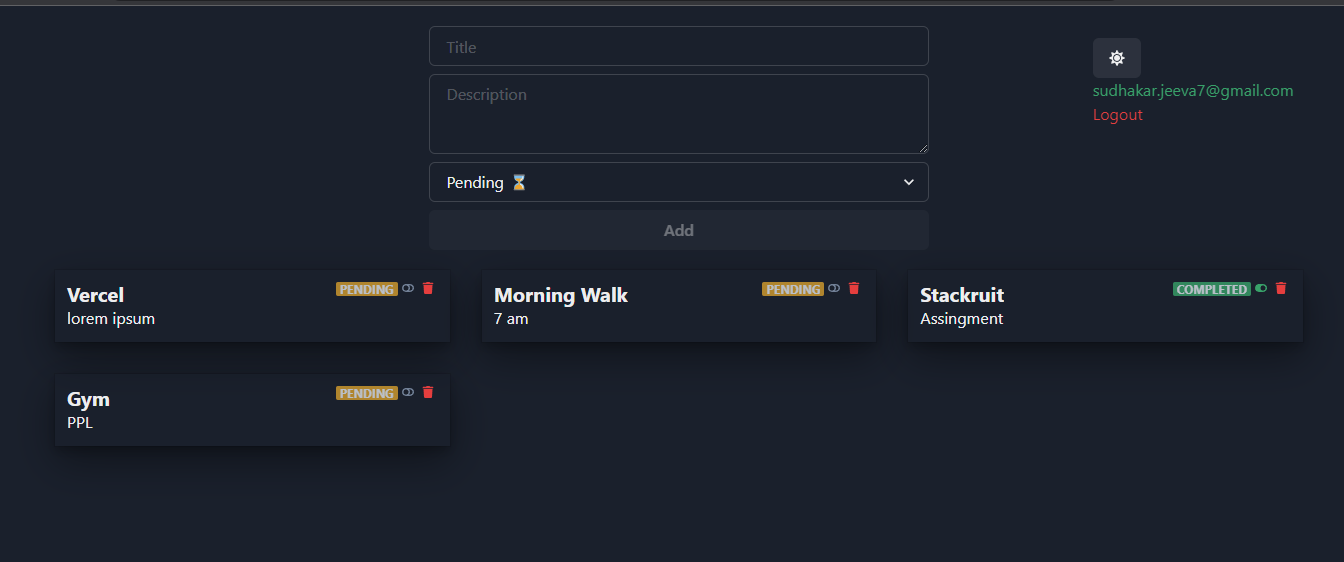 Title
Description
Pending ⌛
Add
sudhakar.jeeva7@gmail.com
Logout
Vercel
PENDING
lorem ipsum
Morning Walk
PENDING
7 am
Stackruit
COMPLETED
Assingment
Gym
PENDING
PPL